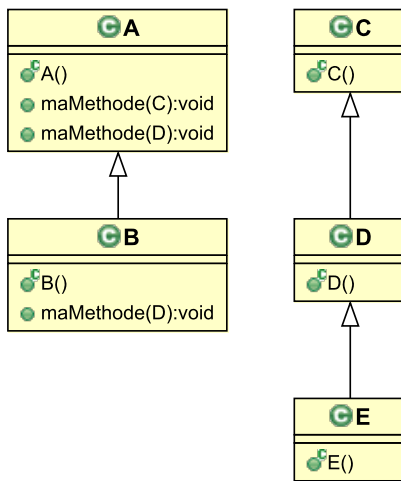 A
A()
maMethode(C):void
maMethode(D):void
B
B()
maMethode(D):void
C
C()
D
D()
E
E()